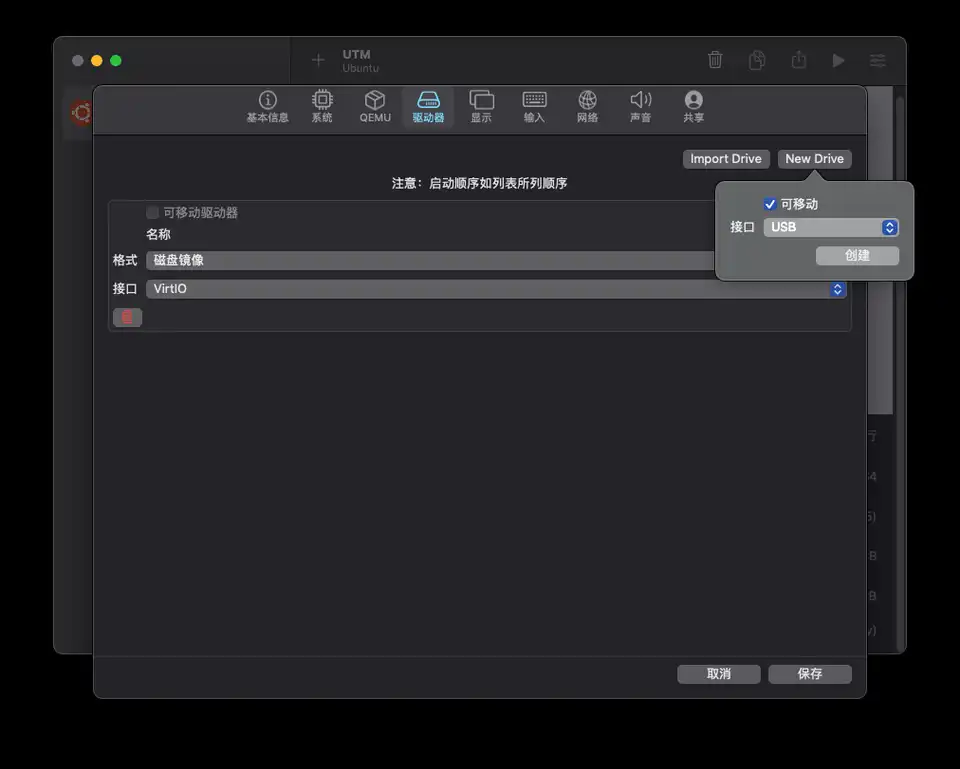 UTM
Ubuntu
基本信息 系统 QEMU 驱动器 显示 输入 网络 声音 共享
Import Drive New Drive
注意：启动顺序如列表所列顺序
可移动
接口 USB
创建
可移动驱动器
名称
格式 磁盘镜像
接口 VirtIO
行
B
B
取消 保存